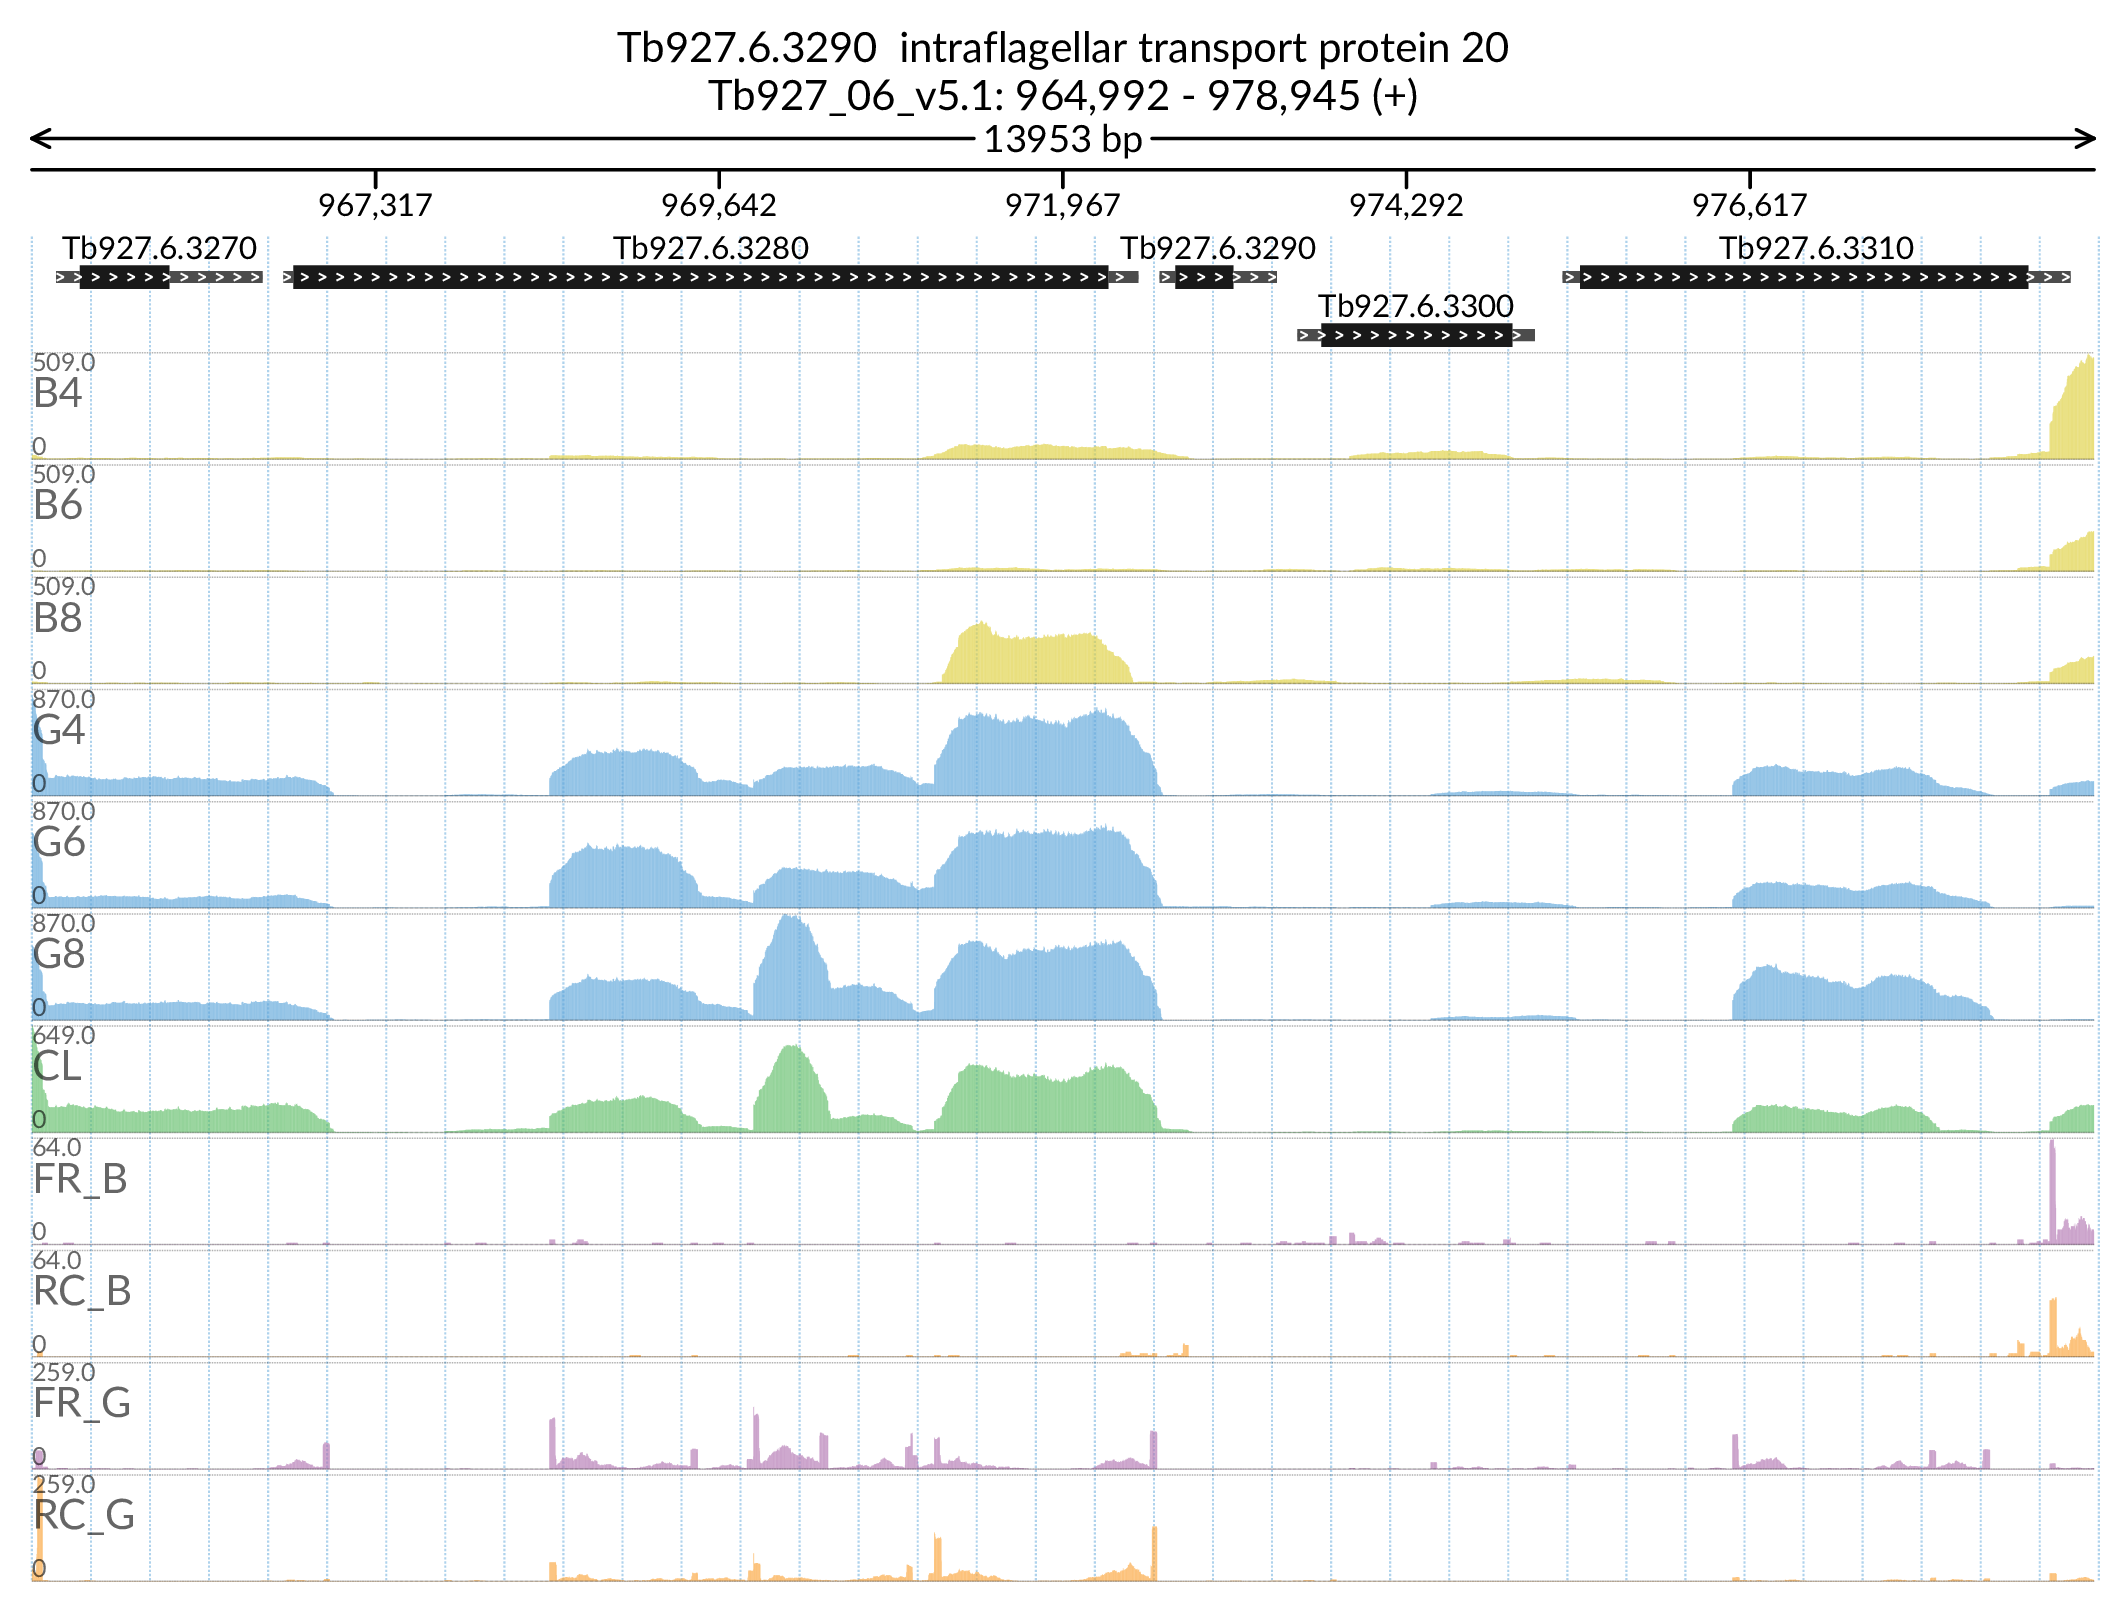 Tb927.6.3290 intraflagellar transport protein 20
Tb927_06_v5.1: 964,992 - 978,945 (+)
13953 bp
967,317 969,642 971,967 974,292 976,617
Tb927.6.3270 Tb927.6.3280 Tb927.6.3290 Tb927.6.3310
Tb927.6.3300
509.0
B4
0
509.0
B6
0
509.0
B8
0
870.0
G4
0
870.0
G6
0
870.0
G8
0
649.0
CL
0
64.0
FR_B
0
64.0
RC_B
0
259.0
FR_G
0
259.0
RC_G
0